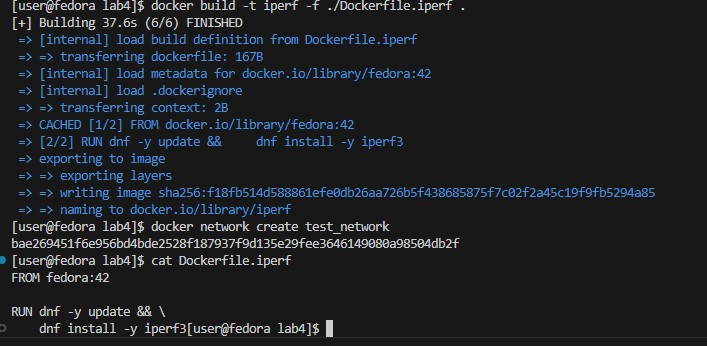 [user@fedora lab4]$ docker build -t iperf -f ./Dockerfile.iperf .
[+] Building 37.6s (6/6) FINISHED
=> [internal] load build definition from Dockerfile.iperf
=> => transferring dockerfile: 167B
=> [internal] load metadata for docker.io/library/fedora:42
=> [internal] load .dockerignore
=> => transferring context: 2B
=> CACHED [1/2] FROM docker.io/library/fedora:42
=> [2/2] RUN dnf -y update &&     dnf install -y iperf3
=> exporting to image
=> => exporting layers
=> => writing image sha256:f18fb514d588861efe0db26aa726b5f438685875f7c02f2a45c19f9fb5294a85
=> => naming to docker.io/library/iperf
[user@fedora lab4]$ docker network create test_network
bae269451f6e956bd4bde2528f187937f9d135e29fee3646149080a98504db2f
[user@fedora lab4]$ cat Dockerfile.iperf
FROM fedora:42

RUN dnf -y update && \
    dnf install -y iperf3[user@fedora lab4]$